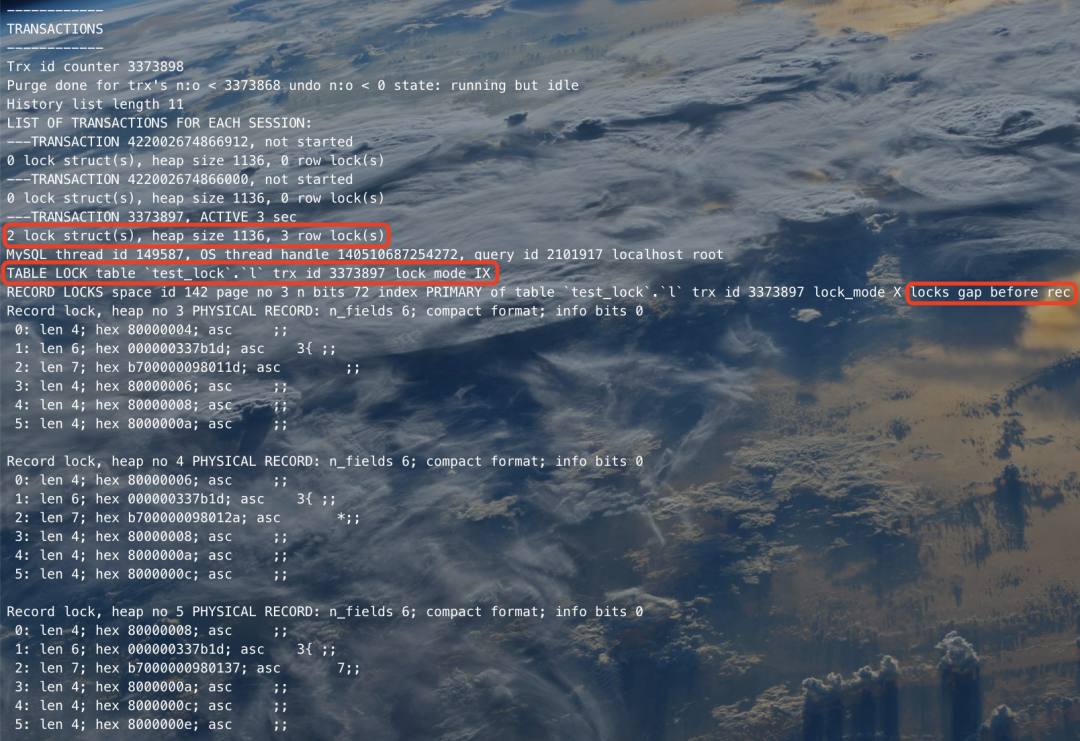 ------------
TRANSACTIONS
------------
Trx id counter 3373898
Purge done for trx's n:o < 3373868 undo n:o < 0 state: running but idle
History list length 11
LIST OF TRANSACTIONS FOR EACH SESSION:
---TRANSACTION 422002674866912, not started
0 lock struct(s), heap size 1136, 0 row lock(s)
---TRANSACTION 422002674866000, not started
0 lock struct(s), heap size 1136, 0 row lock(s)
---TRANSACTION 3373897, ACTIVE 3 sec
2 lock struct(s), heap size 1136, 3 row lock(s)
MySQL thread id 149587, OS thread handle 140510687254272, query id 2101917 localhost root
TABLE LOCK table `test_lock`.`l` trx id 3373897 lock mode IX
RECORD LOCKS space id 142 page no 3 n bits 72 index PRIMARY of table `test_lock`.`l` trx id 3373897 lock_mode X locks gap before rec
Record lock, heap no 3 PHYSICAL RECORD: n_fields 6; compact format; info bits 0
0: len 4; hex 80000004; asc     ;;
1: len 6; hex 000000337b1d; asc    3{ ;;
2: len 7; hex b700000098011d; asc        ;;
3: len 4; hex 80000006; asc     ;;
4: len 4; hex 80000008; asc     ;;
5: len 4; hex 8000000a; asc     ;;
Record lock, heap no 4 PHYSICAL RECORD: n_fields 6; compact format; info bits 0
0: len 4; hex 80000006; asc     ;;
1: len 6; hex 000000337b1d; asc    3{ ;;
2: len 7; hex b700000098012a; asc       *;;
3: len 4; hex 80000008; asc     ;;
4: len 4; hex 8000000a; asc     ;;
5: len 4; hex 8000000c; asc     ;;
Record lock, heap no 5 PHYSICAL RECORD: n_fields 6; compact format; info bits 0
0: len 4; hex 80000008; asc     ;;
1: len 6; hex 000000337b1d; asc    3{ ;;
2: len 7; hex b7000000980137; asc       7;;
3: len 4; hex 8000000a; asc     ;;
4: len 4; hex 8000000c; asc     ;;
5: len 4; hex 8000000e; asc     ;;